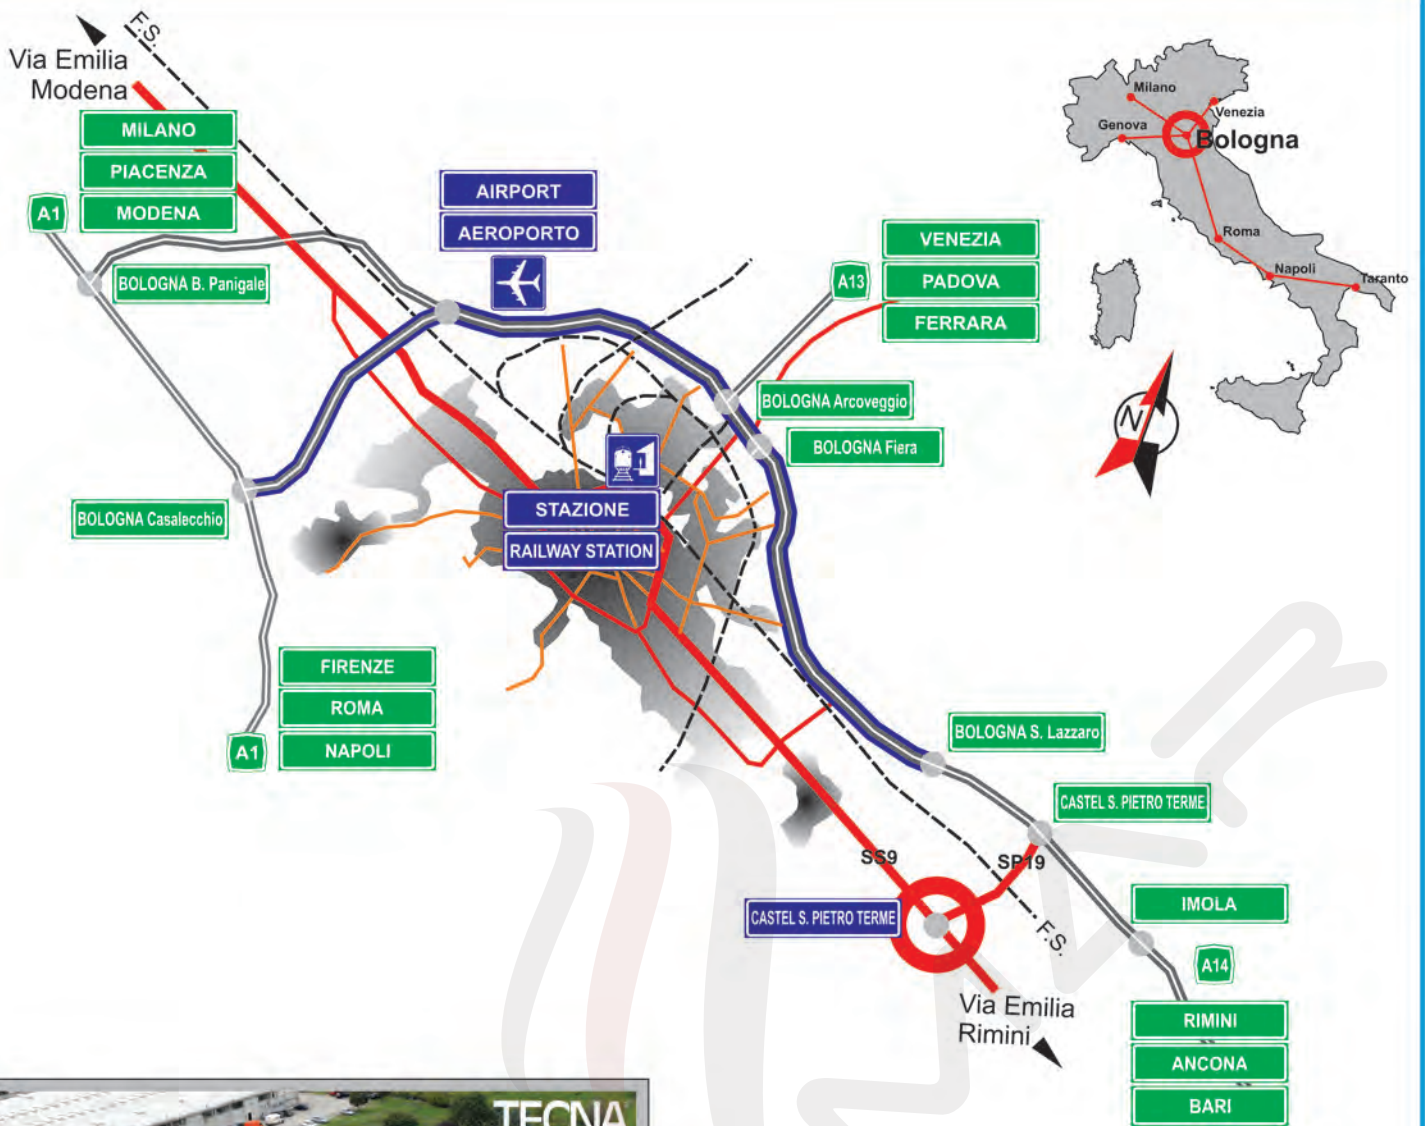 F.S.
Via Emilia
Modena
MILANO
PIACENZA
MODENA
A1
BOLOGNA B. Panigale
AIRPORT
AEROPORTO
A13
VENEZIA
PADOVA
FERRARA
Milano
Venezia
Genova
Bologna
Roma
Napoli
Taranto
N
BOLOGNA Arcoveggio
BOLOGNA Fiera
BOLOGNA Casalecchio
STAZIONE
RAILWAY STATION
FIRENZE
ROMA
NAPOLI
A1
BOLOGNA S. Lazzaro
CASTEL S. PIETRO TERME
SS9
SP19
CASTEL S. PIETRO TERME
F.S.
IMOLA
A14
Via Emilia
Rimini
RIMINI
ANCONA
BARI
TECNA